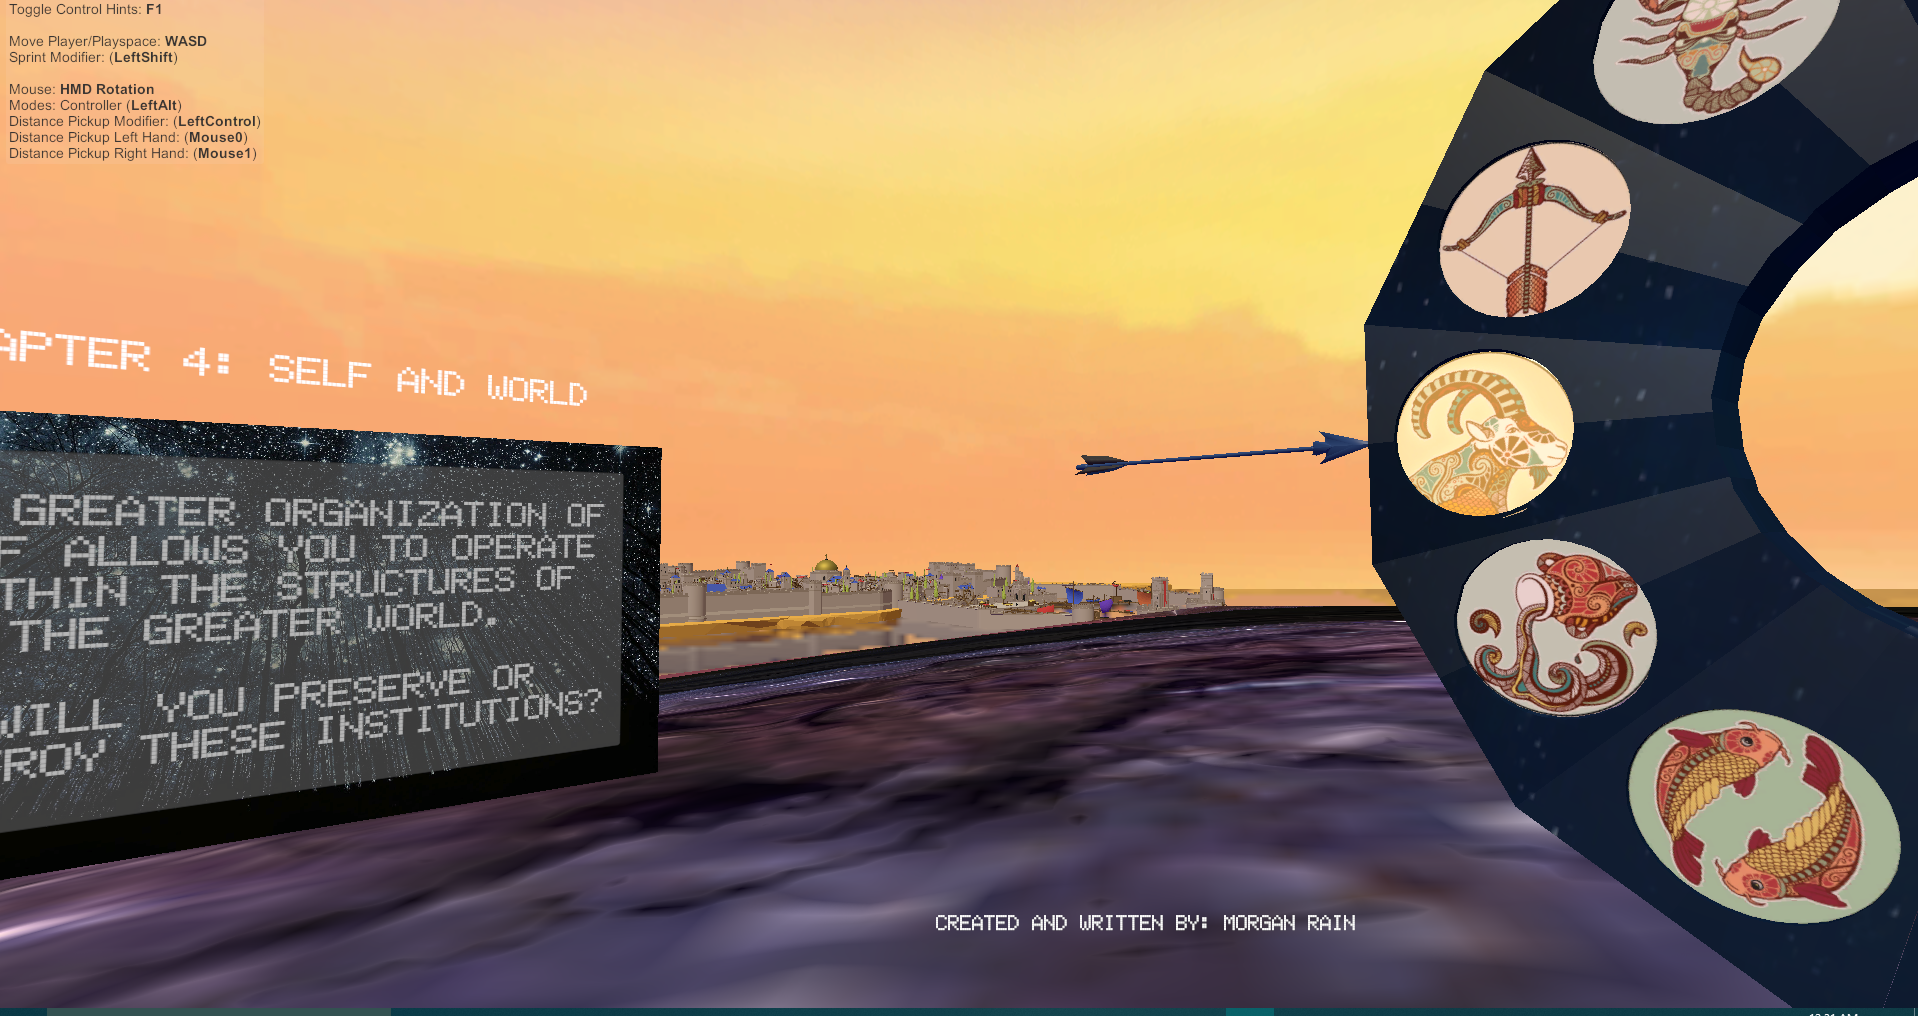 Toggle Control Hints: F1
Move Player/Playspace: WASD
Sprint Modifier: (LeftShift)
Mouse: HMD Rotation
Modes: Controller (LeftAlt)
Distance Pickup Modifier: (LeftControl)
Distance Pickup Left Hand: (Mouse0)
Distance Pickup Right Hand: (Mouse1)
APTER 4: SELF AND WORLD
GREATER ORGANIZATION OF
F ALLOWS YOU TO OPERATE
THIN THE STRUCTURES OF
THE GREATER WORLD.
WILL YOU PRESERVE OR
ROY THESE INSTITUTIONS?
CREATED AND WRITTEN BY: MORGAN RAIN